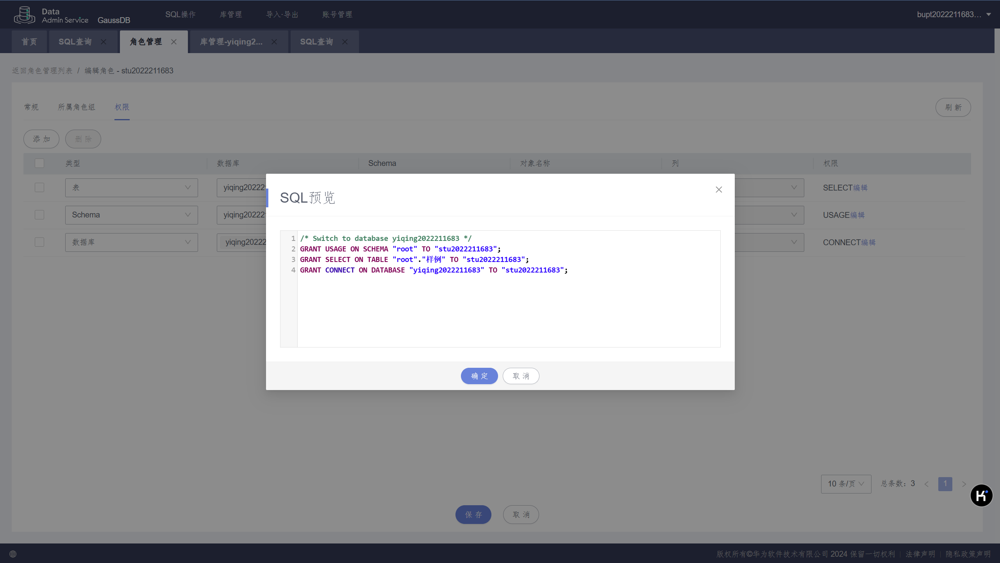 Data
Admin Service
GaussDB
SQL操作
库管理
导入·导出
账号管理
bupt2022211683...
首页
SQL查询
角色管理
库管理-yiqing2...
SQL查询
返回角色管理列表 / 编辑角色 - stu2022211683
常规
所属角色组
权限
刷新
添加
删除
类型
数据库
Schema
对象名称
列
权限
表
yiqing20222
SELECT编辑
Schema
yiqing20222
USAGE编辑
数据库
yiqing20222
CONNECT编辑
SQL预览
1 /* Switch to database yiqing2022211683 */
2 GRANT USAGE ON SCHEMA "root" TO "stu2022211683";
3 GRANT SELECT ON TABLE "root"."样例" TO "stu2022211683";
4 GRANT CONNECT ON DATABASE "yiqing2022211683" TO "stu2022211683";
确定
取消
10 条/页
总条数：3
1
保存
取消
版权所有©华为软件技术有限公司 2024 保留一切权利 | 法律声明 | 隐私政策声明